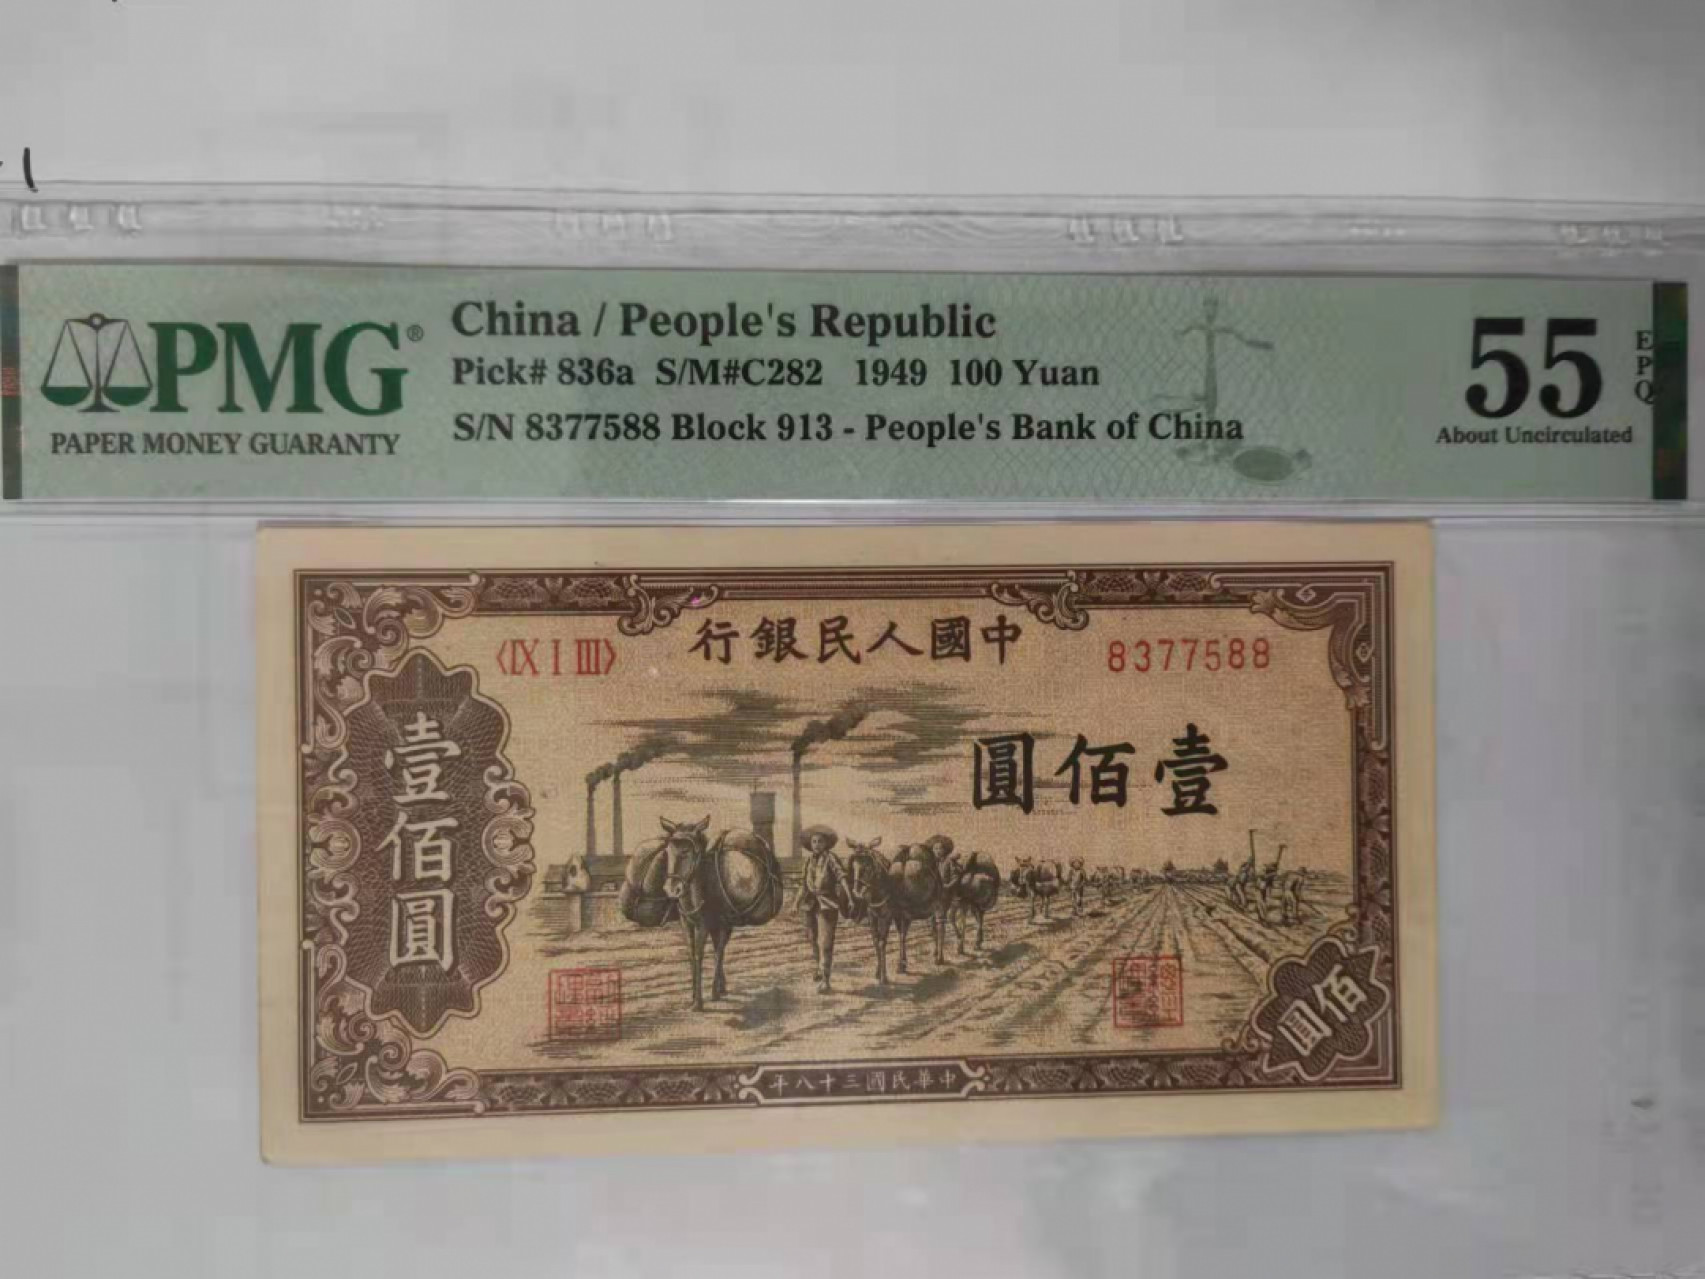 China / People's Republic
PMG®
Pick# 836a S/M#C282 1949 100 Yuan
S/N 8377588 Block 913 - People's Bank of China
PAPER MONEY GUARANTY
55
EPQ
About Uncirculated
行銀民人國中
〈IX I III〉
8377588
圓佰壹
壹佰圓
佰圓
年八十三國民華中